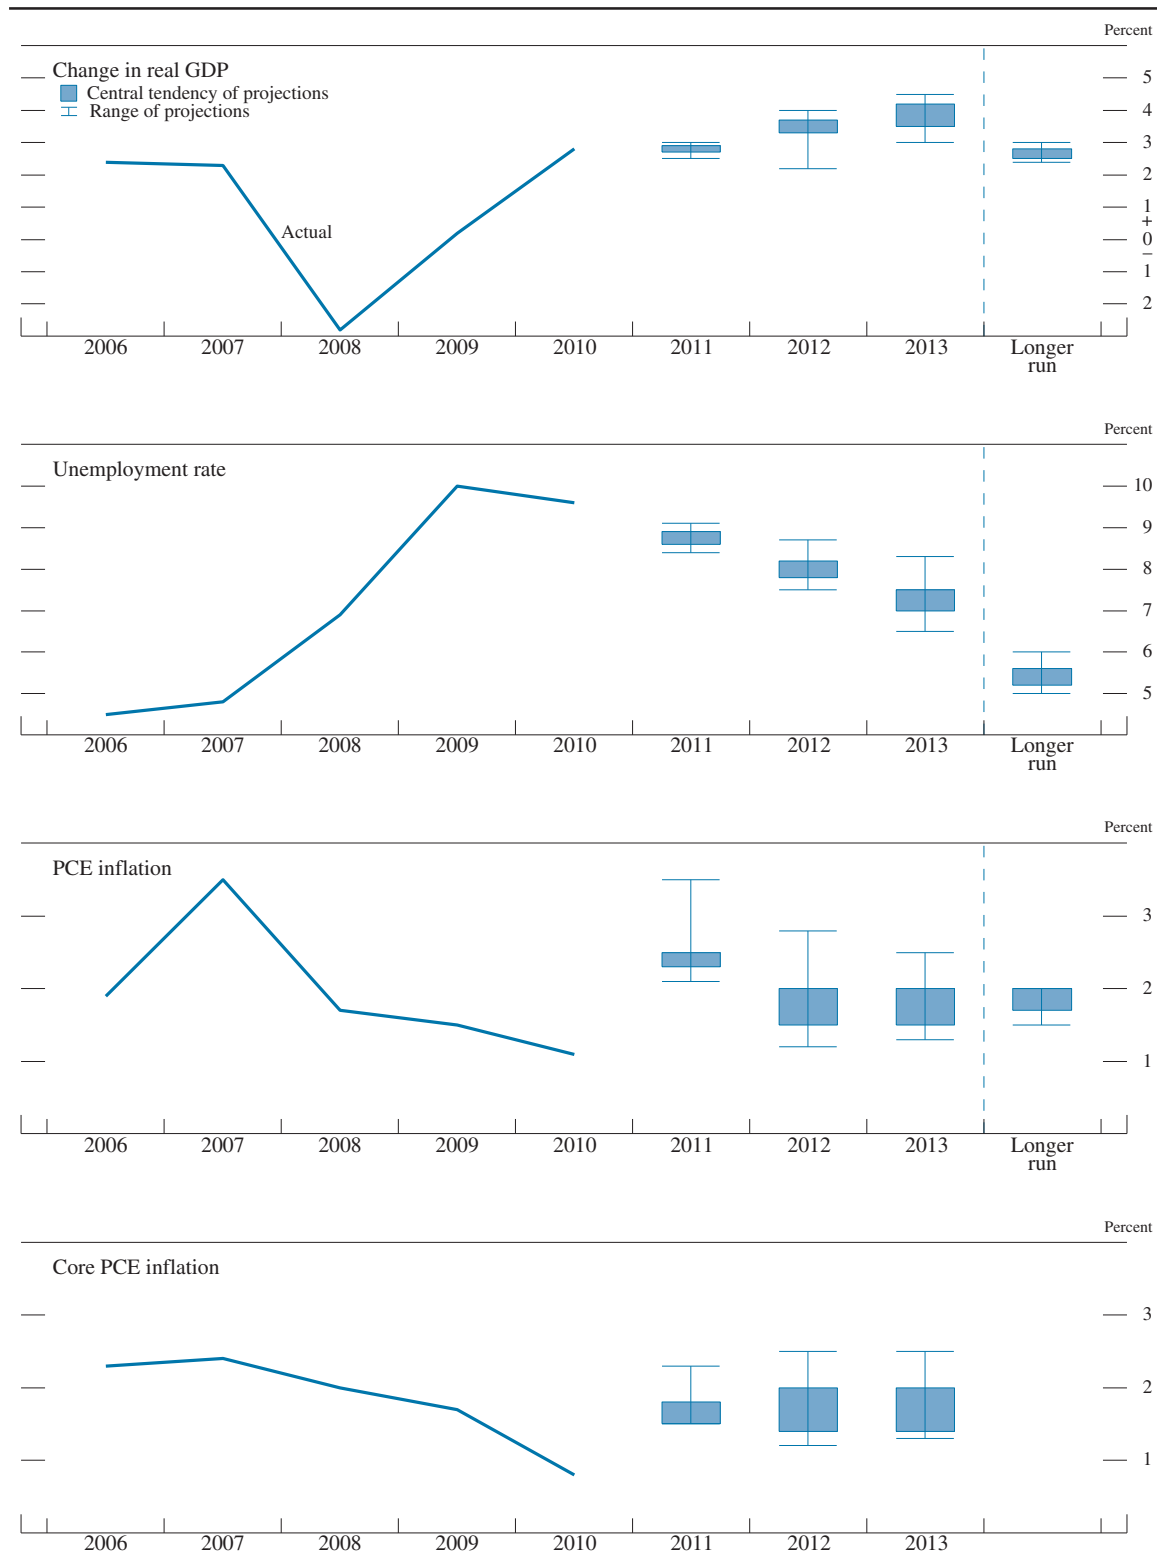 Percent
Change in real GDP
Central tendency of projections
Range of projections
Actual
5
4
3
2
1
+
0
−
1
2
2006 2007 2008 2009 2010 2011 2012 2013 Longer
run
Percent
Unemployment rate
10
9
8
7
6
5
2006 2007 2008 2009 2010 2011 2012 2013 Longer
run
Percent
PCE inflation
3
2
1
2006 2007 2008 2009 2010 2011 2012 2013 Longer
run
Percent
Core PCE inflation
3
2
1
2006 2007 2008 2009 2010 2011 2012 2013